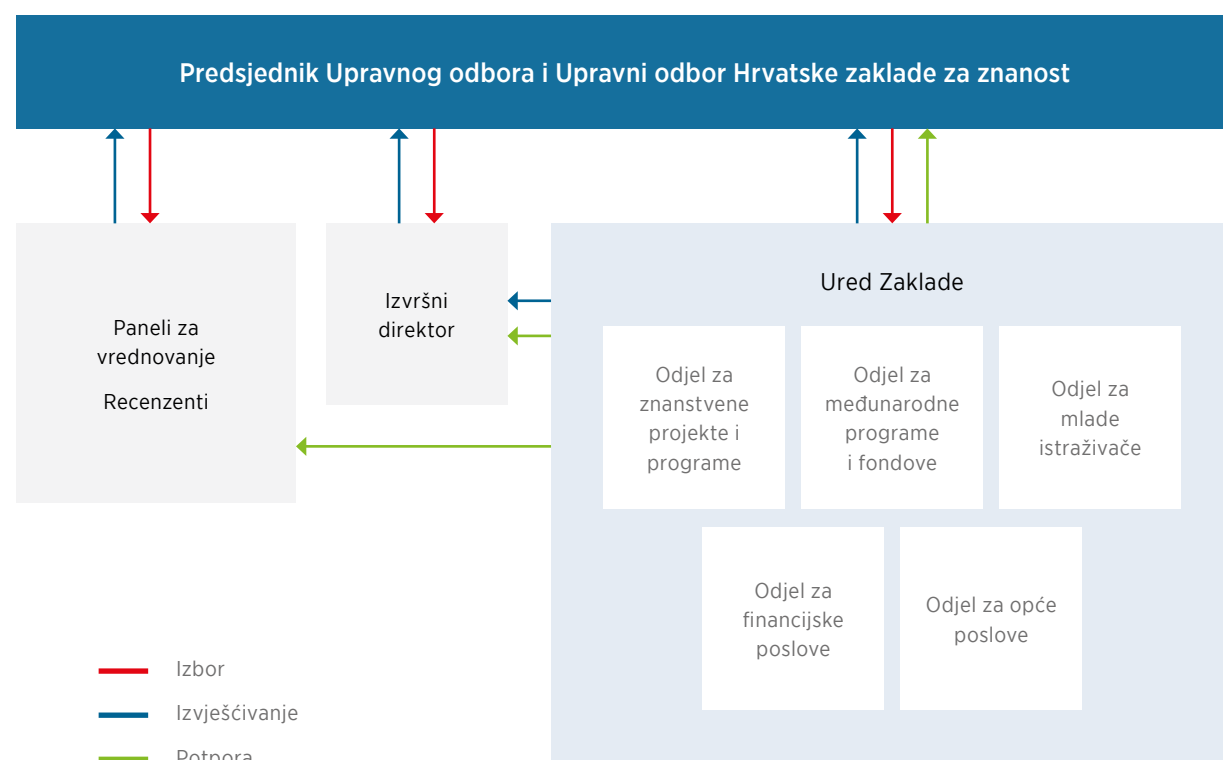 Predsjednik Upravnog odbora i Upravni odbor Hrvatske zaklade za znanost
Paneli za
vrednovanje
Recenzenti
Izvršni
direktor
Ured Zaklade
Odjel za
znanstvene
projekte i
programe
Odjel za
međunarodne
programe
i fondove
Odjel za
mlade
istraživače
Odjel za
financijske
poslove
Odjel za opće
poslove
Izbor
Izvješćivanje
Potpora